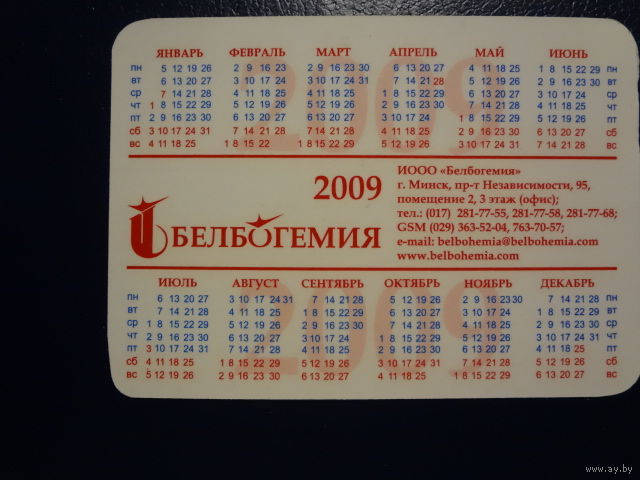 ЯНВАРЬ ФЕВРАЛЬ МАРТ АПРЕЛЬ МАЙ ИЮНЬ
пн 5 12 19 26 2 9 16 23 2 9 16 23 30 6 13 20 27 4 11 18 25 1 8 15 22 29 пн
вт 6 13 20 27 3 10 17 24 3 10 17 24 31 7 14 21 28 5 12 19 26 2 9 16 23 30 вт
ср 7 14 21 28 4 11 18 25 4 11 18 25 1 8 15 22 29 6 13 20 27 3 10 17 24 ср
чт 1 8 15 22 29 5 12 19 26 5 12 19 26 2 9 16 23 30 7 14 21 28 4 11 18 25 чт
пт 2 9 16 23 30 6 13 20 27 6 13 20 27 3 10 17 24 1 8 15 22 29 5 12 19 26 пт
сб 3 10 17 24 31 7 14 21 28 7 14 21 28 4 11 18 25 2 9 16 23 30 6 13 20 27 сб
вс 4 11 18 25 1 8 15 22 1 8 15 22 29 5 12 19 26 3 10 17 24 31 7 14 21 28 вс
2009
2009
БЕЛБОГЕМИЯ
ИООО «Белбогемия»
г. Минск, пр-т Независимости, 95,
помещение 2, 3 этаж (офис);
тел.: (017) 281-77-55, 281-77-58, 281-77-68;
GSM (029) 363-52-04, 763-70-57;
e-mail: belbohemia@belbohemia.com
www.belbohemia.com
ИЮЛЬ АВГУСТ СЕНТЯБРЬ ОКТЯБРЬ НОЯБРЬ ДЕКАБРЬ
пн 6 13 20 27 3 10 17 24 31 7 14 21 28 5 12 19 26 2 9 16 23 30 7 14 21 28 пн
вт 7 14 21 28 4 11 18 25 1 8 15 22 29 6 13 20 27 3 10 17 24 1 8 15 22 29 вт
ср 1 8 15 22 29 5 12 19 26 2 9 16 23 30 7 14 21 28 4 11 18 25 2 9 16 23 30 ср
чт 2 9 16 23 30 6 13 20 27 3 10 17 24 1 8 15 22 29 5 12 19 26 3 10 17 24 31 чт
пт 3 10 17 24 31 7 14 21 28 4 11 18 25 2 9 16 23 30 6 13 20 27 4 11 18 25 пт
сб 4 11 18 25 1 8 15 22 29 5 12 19 26 3 10 17 24 31 7 14 21 28 5 12 19 26 сб
вс 5 12 19 26 2 9 16 23 30 6 13 20 27 4 11 18 25 1 8 15 22 29 6 13 20 27 вс
2009
www.ay.by